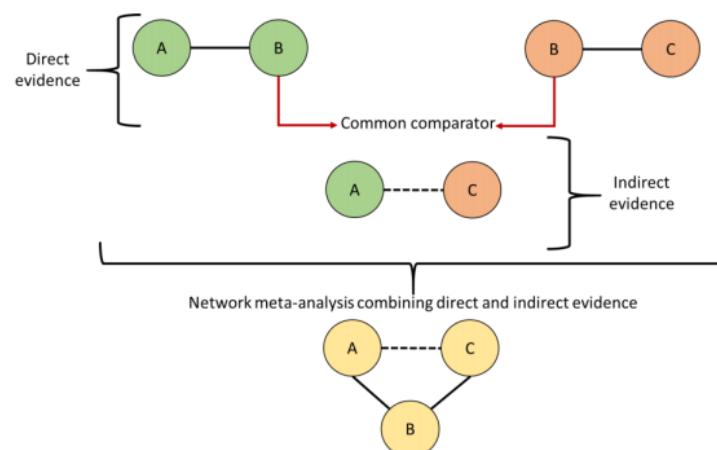 Direct
evidence
A
B
B
C
Common comparator
A
C
Indirect
evidence
Network meta-analysis combining direct and indirect evidence
A
C
B